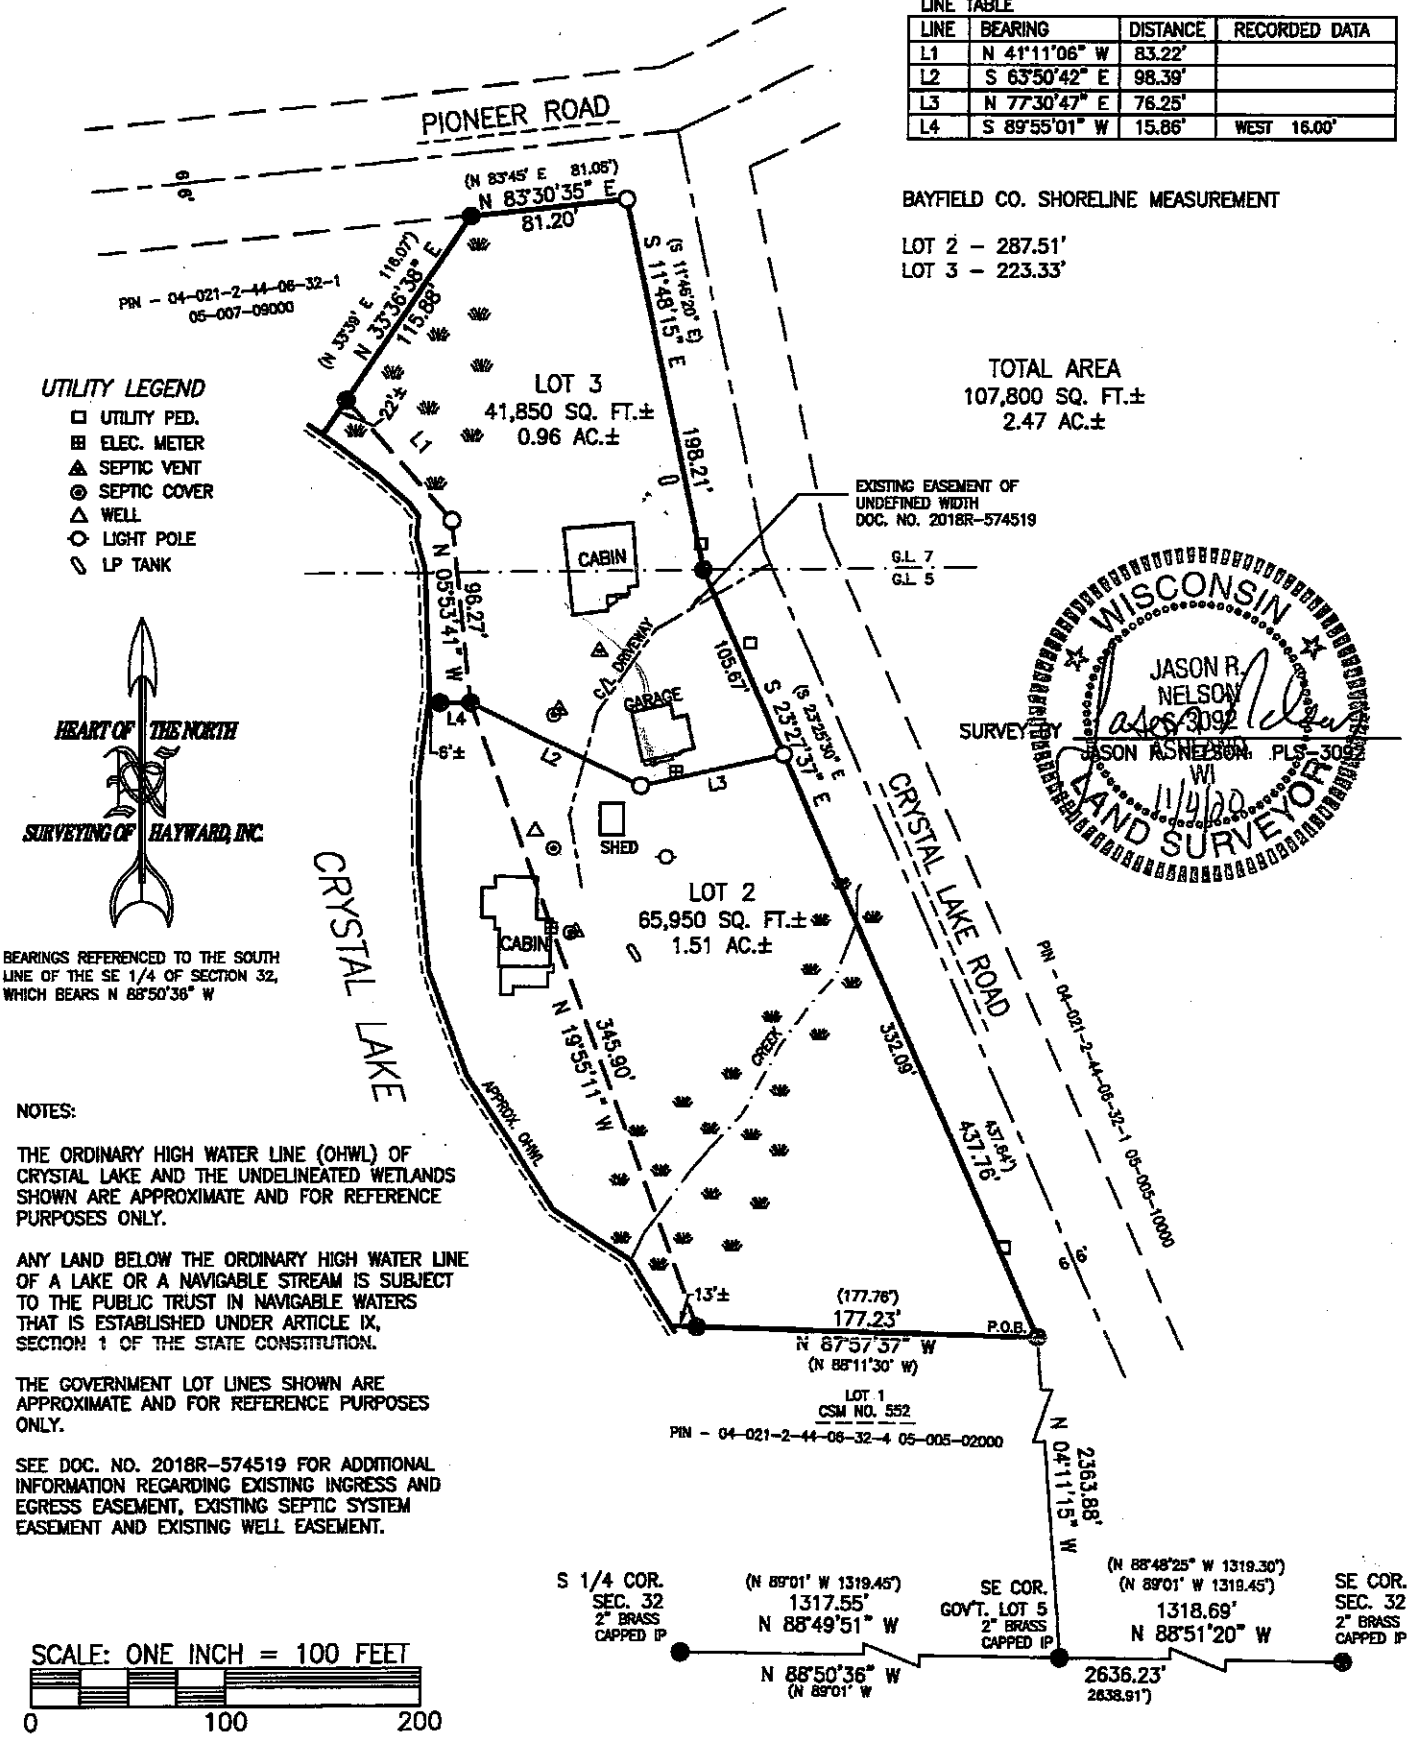 LINE TABLE
LINE BEARING DISTANCE RECORDED DATA
L1 N 41°11'06" W 83.22'
L2 S 63°50'42" E 98.39'
L3 N 77°30'47" E 76.25'
L4 S 89°55'01" W 15.86' WEST 16.00'
PIONEER ROAD
66'
(N 83°45' E 81.05')
N 83°30'35" E
81.20'
BAYFIELD CO. SHORELINE MEASUREMENT
LOT 2 - 287.51'
LOT 3 - 223.33'
PIN - 04-021-2-44-06-32-1
05-007-09000
(N 33°39' E 116.07')
N 33°36'38" E
115.88'
(S 11°46'20" E)
S 11°48'15" E
198.21'
TOTAL AREA
107,800 SQ. FT.±
2.47 AC.±
UTILITY LEGEND
UTILITY PED.
ELEC. METER
SEPTIC VENT
SEPTIC COVER
WELL
LIGHT POLE
LP TANK
22'±
L1
LOT 3
41,850 SQ. FT.±
0.96 AC.±
EXISTING EASEMENT OF
UNDEFINED WIDTH
DOC. NO. 2018R-574519
G.L. 7
G.L. 5
CABIN
96.27'
N 05°53'41" W
C/L DRIVEWAY
GARAGE
105.67'
(S 23°25'30" E
S 23°27'37" E
L4
6'±
L2
L3
SHED
HEART OF THE NORTH
SURVEYING OF HAYWARD, INC.
WISCONSIN
JASON R.
NELSON
S-3092
ASHLAND,
WI
11/4/20
LAND SURVEYOR
SURVEY BY
JASON R. NELSON, PLS-3092
CRYSTAL LAKE ROAD
CRYSTAL LAKE
LOT 2
65,950 SQ. FT.±
1.51 AC.±
CABIN
BEARINGS REFERENCED TO THE SOUTH
LINE OF THE SE 1/4 OF SECTION 32,
WHICH BEARS N 88°50'36" W
345.90'
N 19°55'11" W
CREEK
332.09'
437.64')
437.76'
PIN - 04-021-2-44-06-32-1 05-005-10000
66'
APPROX. OHWL
NOTES:
THE ORDINARY HIGH WATER LINE (OHWL) OF
CRYSTAL LAKE AND THE UNDELINEATED WETLANDS
SHOWN ARE APPROXIMATE AND FOR REFERENCE
PURPOSES ONLY.
ANY LAND BELOW THE ORDINARY HIGH WATER LINE
OF A LAKE OR A NAVIGABLE STREAM IS SUBJECT
TO THE PUBLIC TRUST IN NAVIGABLE WATERS
THAT IS ESTABLISHED UNDER ARTICLE IX,
SECTION 1 OF THE STATE CONSTITUTION.
THE GOVERNMENT LOT LINES SHOWN ARE
APPROXIMATE AND FOR REFERENCE PURPOSES
ONLY.
SEE DOC. NO. 2018R-574519 FOR ADDITIONAL
INFORMATION REGARDING EXISTING INGRESS AND
EGRESS EASEMENT, EXISTING SEPTIC SYSTEM
EASEMENT AND EXISTING WELL EASEMENT.
13'±
(177.76')
177.23'
N 87°57'37" W
(N 88°11'30' W)
P.O.B.
LOT 1
CSM NO. 552
PIN - 04-021-2-44-06-32-4 05-005-02000
2363.88'
N 04°11'15" W
S 1/4 COR.
SEC. 32
2" BRASS
CAPPED IP
(N 89°01' W 1319.45')
1317.55'
N 88°49'51" W
SE COR.
GOV'T. LOT 5
2" BRASS
CAPPED IP
(N 88°48'25" W 1319.30')
(N 89°01' W 1319.45')
1318.69'
N 88°51'20" W
SE COR.
SEC. 32
2" BRASS
CAPPED IP
N 88°50'36" W
(N 89°01' W
2636.23'
2638.91')
SCALE: ONE INCH = 100 FEET
0 100 200